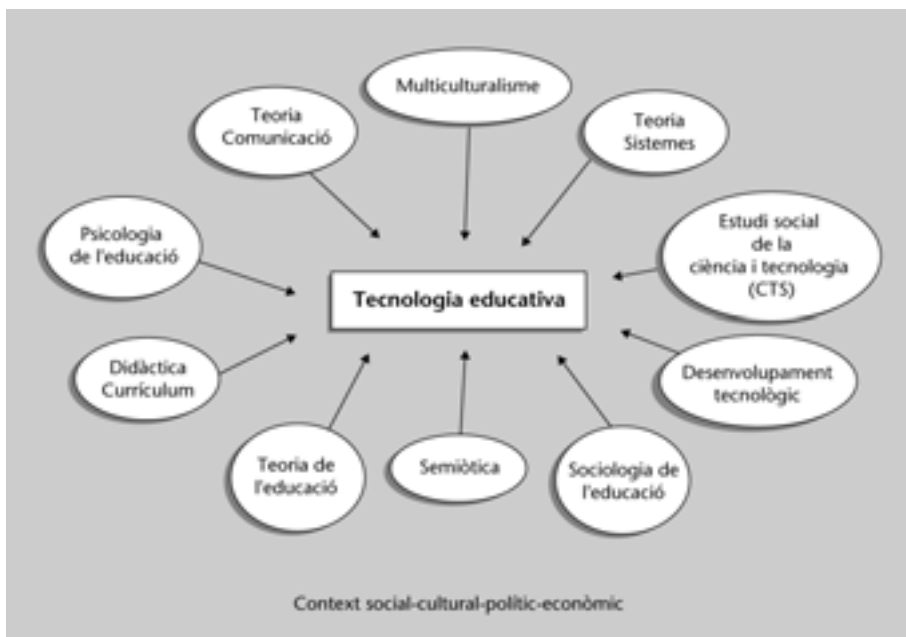 Multiculturalisme
Teoria
Comunicació
Teoria
Sistemes
Psicologia
de l'educació
Estudi social
de la
ciència i tecnologia
(CTS)
Tecnologia educativa
Didàctica
Currículum
Desenvolupament
tecnològic
Teoria de
l'educació
Semiòtica
Sociologia de
l'educació
Context social-cultural-polític-econòmic